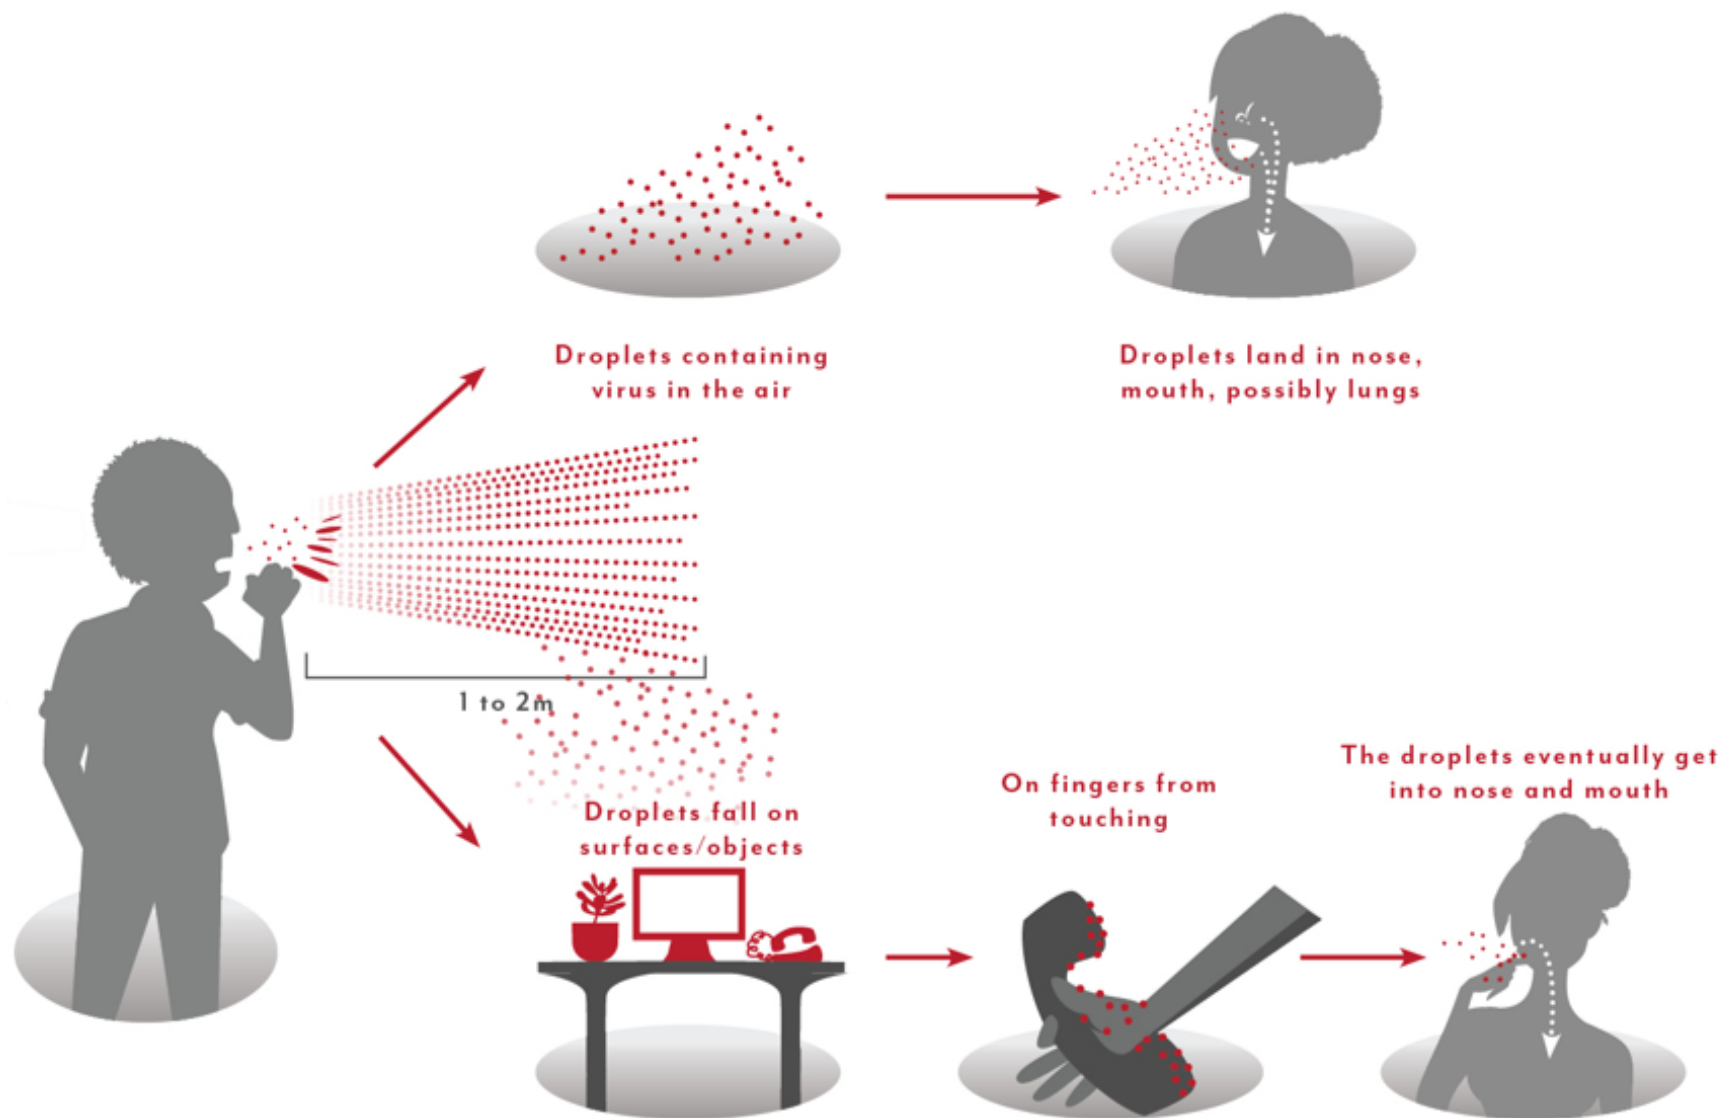 Droplets containing
virus in the air
Droplets land in nose,
mouth, possibly lungs
1 to 2m
Droplets fall on
surfaces/objects
On fingers from
touching
The droplets eventually get
into nose and mouth